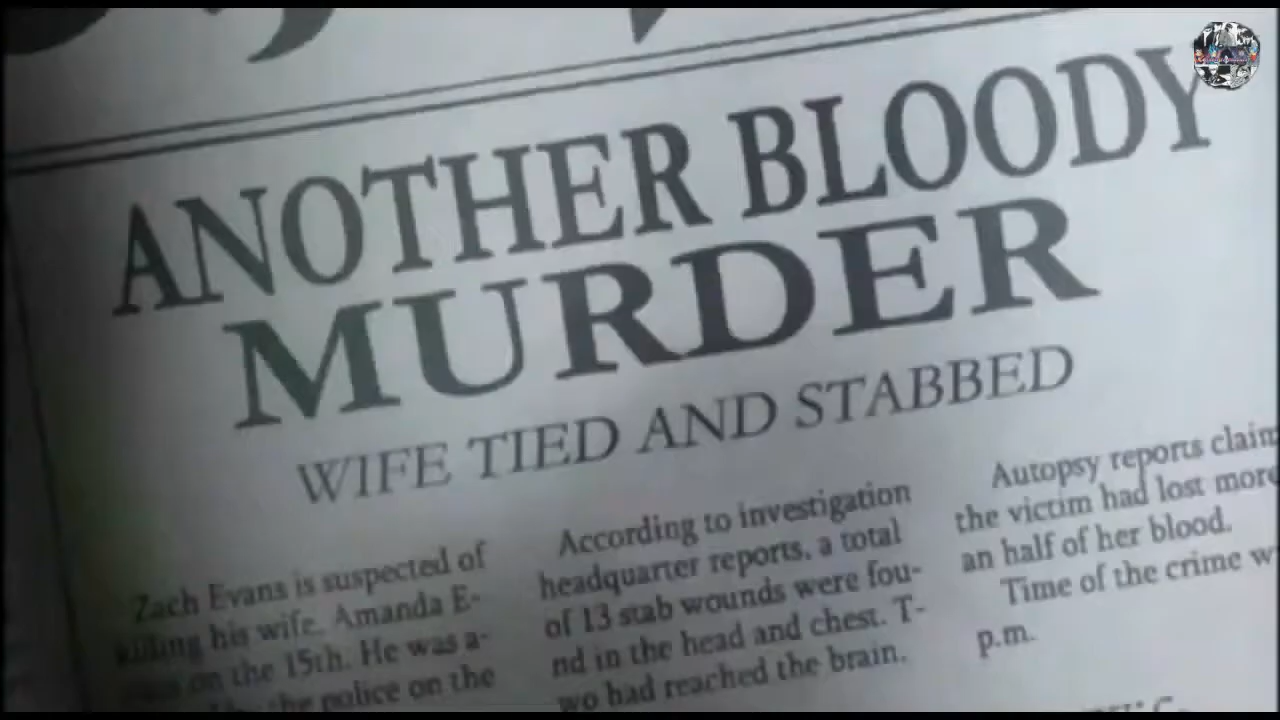 ANOTHER BLOODY
MURDER
WIFE TIED AND STABBED
Zach Evans is suspected of
killing his wife, Amanda E-
on the 15th. He was a-
the police on the
According to investigation
headquarter reports, a total
of 13 stab wounds were fou-
nd in the head and chest. T-
wo had reached the brain.
Autopsy reports claim
the victim had lost more
an half of her blood.
Time of the crime w
p.m.